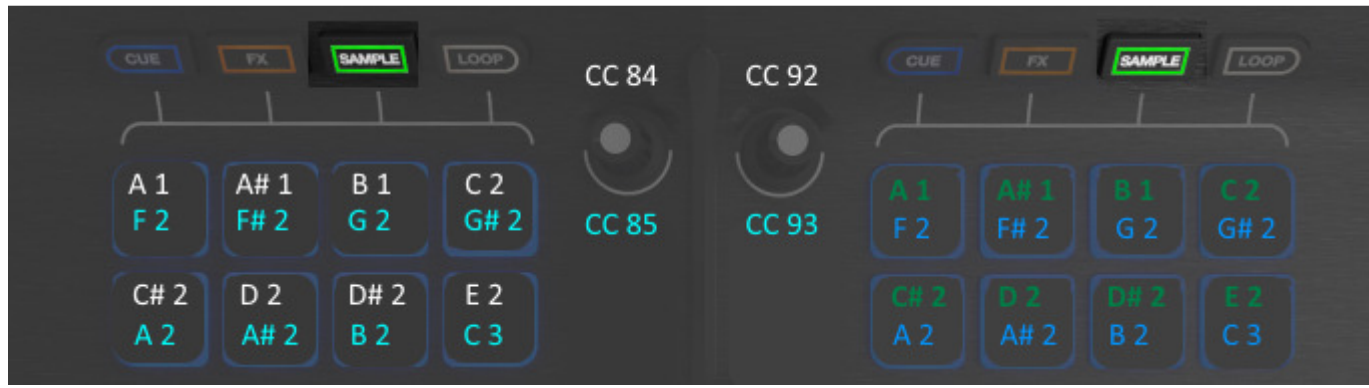 CUE FX SAMPLE LOOP
CUE FX SAMPLE LOOP
CC 84 CC 92
A 1 A# 1 B 1 C 2
F 2 F# 2 G 2 G# 2
CC 85 CC 93
A 1 A# 1 B 1 C 2
F 2 F# 2 G 2 G# 2
C# 2 D 2 D# 2 E 2
A 2 A# 2 B 2 C 3
C# 2 D 2 D# 2 E 2
A 2 A# 2 B 2 C 3